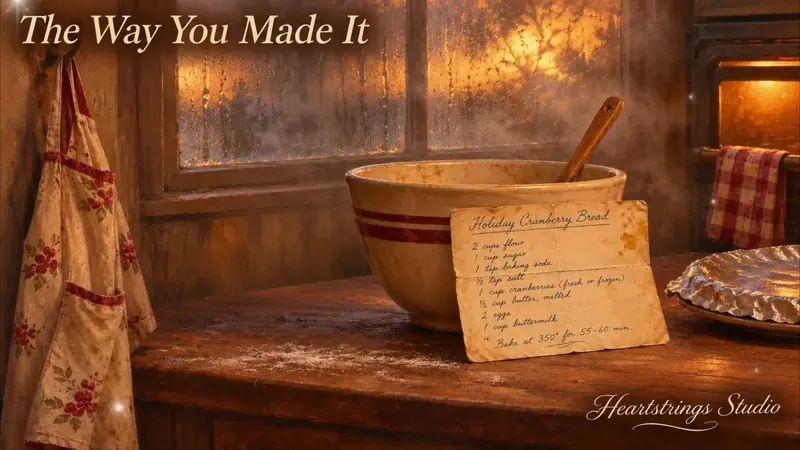 The Way You Made It
Holiday Cranberry Bread
2 cups flour
1 cup sugar
1 tsp baking soda
½ tsp salt
1 cup cranberries (fresh or frozen)
½ cup butter, melted
2 eggs
1 cup buttermilk
* Bake at 350° for 55-60 min.
Heartstrings Studio